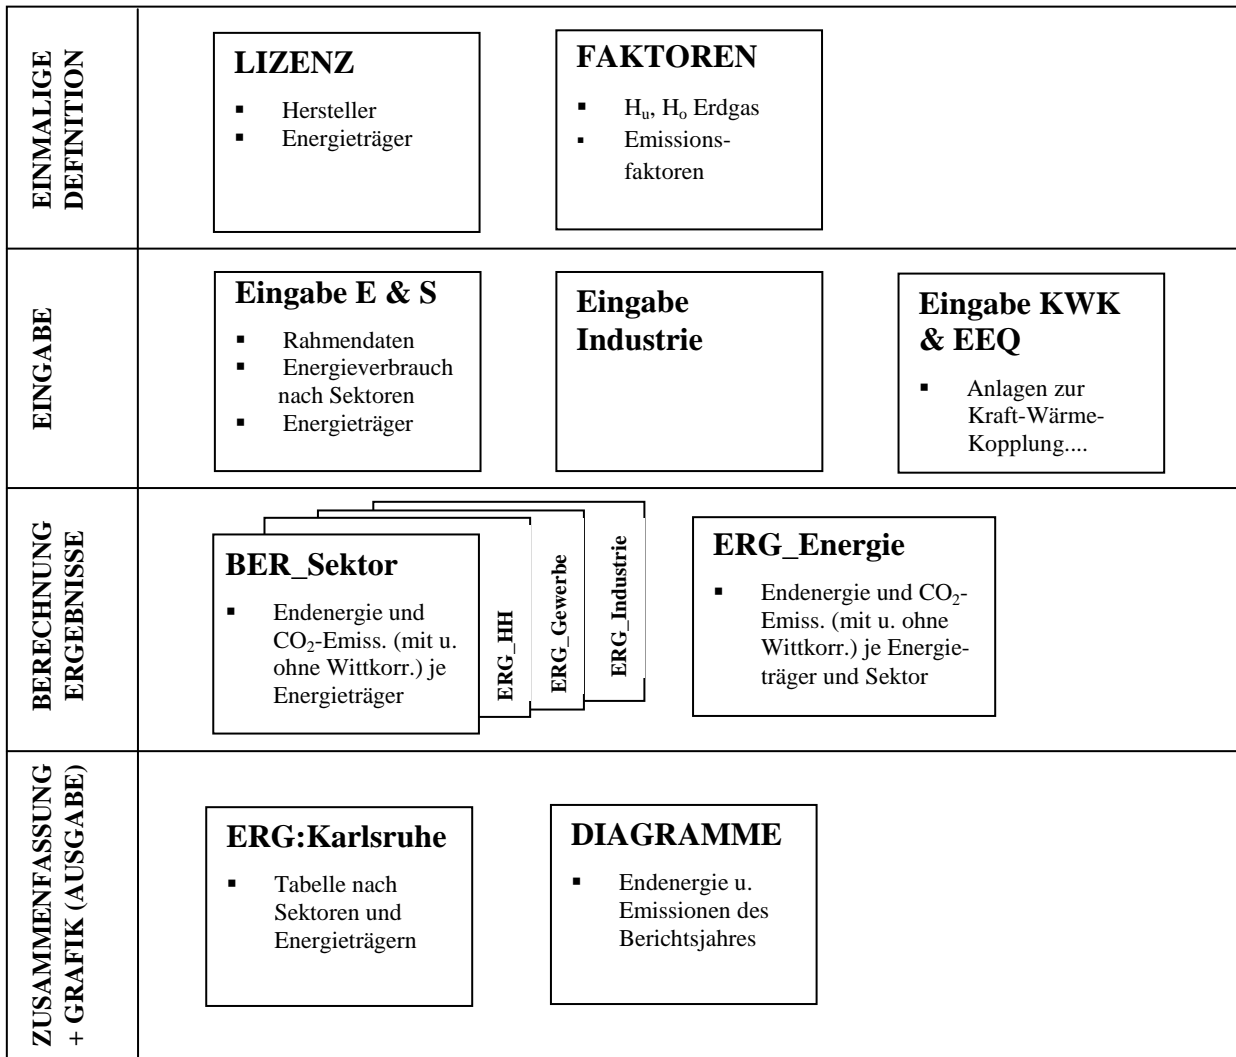 EINMALIGE
DEFINITION
LIZENZ
▪ Hersteller
▪ Energieträger
FAKTOREN
▪ Hu, Ho Erdgas
▪ Emissions-
faktoren
EINGABE
Eingabe E & S
▪ Rahmendaten
▪ Energieverbrauch
nach Sektoren
▪ Energieträger
Eingabe
Industrie
Eingabe KWK
& EEQ
▪ Anlagen zur
Kraft-Wärme-
Kopplung....
BERECHNUNG
ERGEBNISSE
BER_Sektor
▪ Endenergie und
CO2-Emiss. (mit u.
ohne Wittkorr.) je
Energieträger
ERG_HH
ERG_Gewerbe
ERG_Industrie
ERG_Energie
▪ Endenergie und CO2-
Emiss. (mit u. ohne
Wittkorr.) je Energie-
träger und Sektor
ZUSAMMENFASSUNG
+ GRAFIK (AUSGABE)
ERG:Karlsruhe
▪ Tabelle nach
Sektoren und
Energieträgern
DIAGRAMME
▪ Endenergie u.
Emissionen des
Berichtsjahres